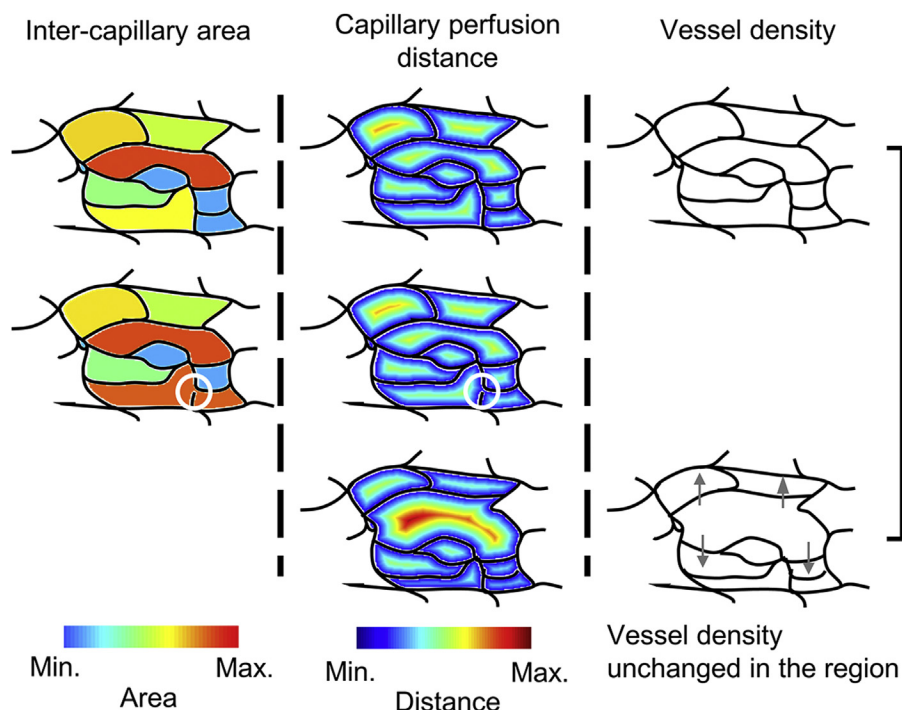 Inter-capillary area
Capillary perfusion
distance
Vessel density
Min.
Max.
Area
Min.
Max.
Distance
Vessel density
unchanged in the region